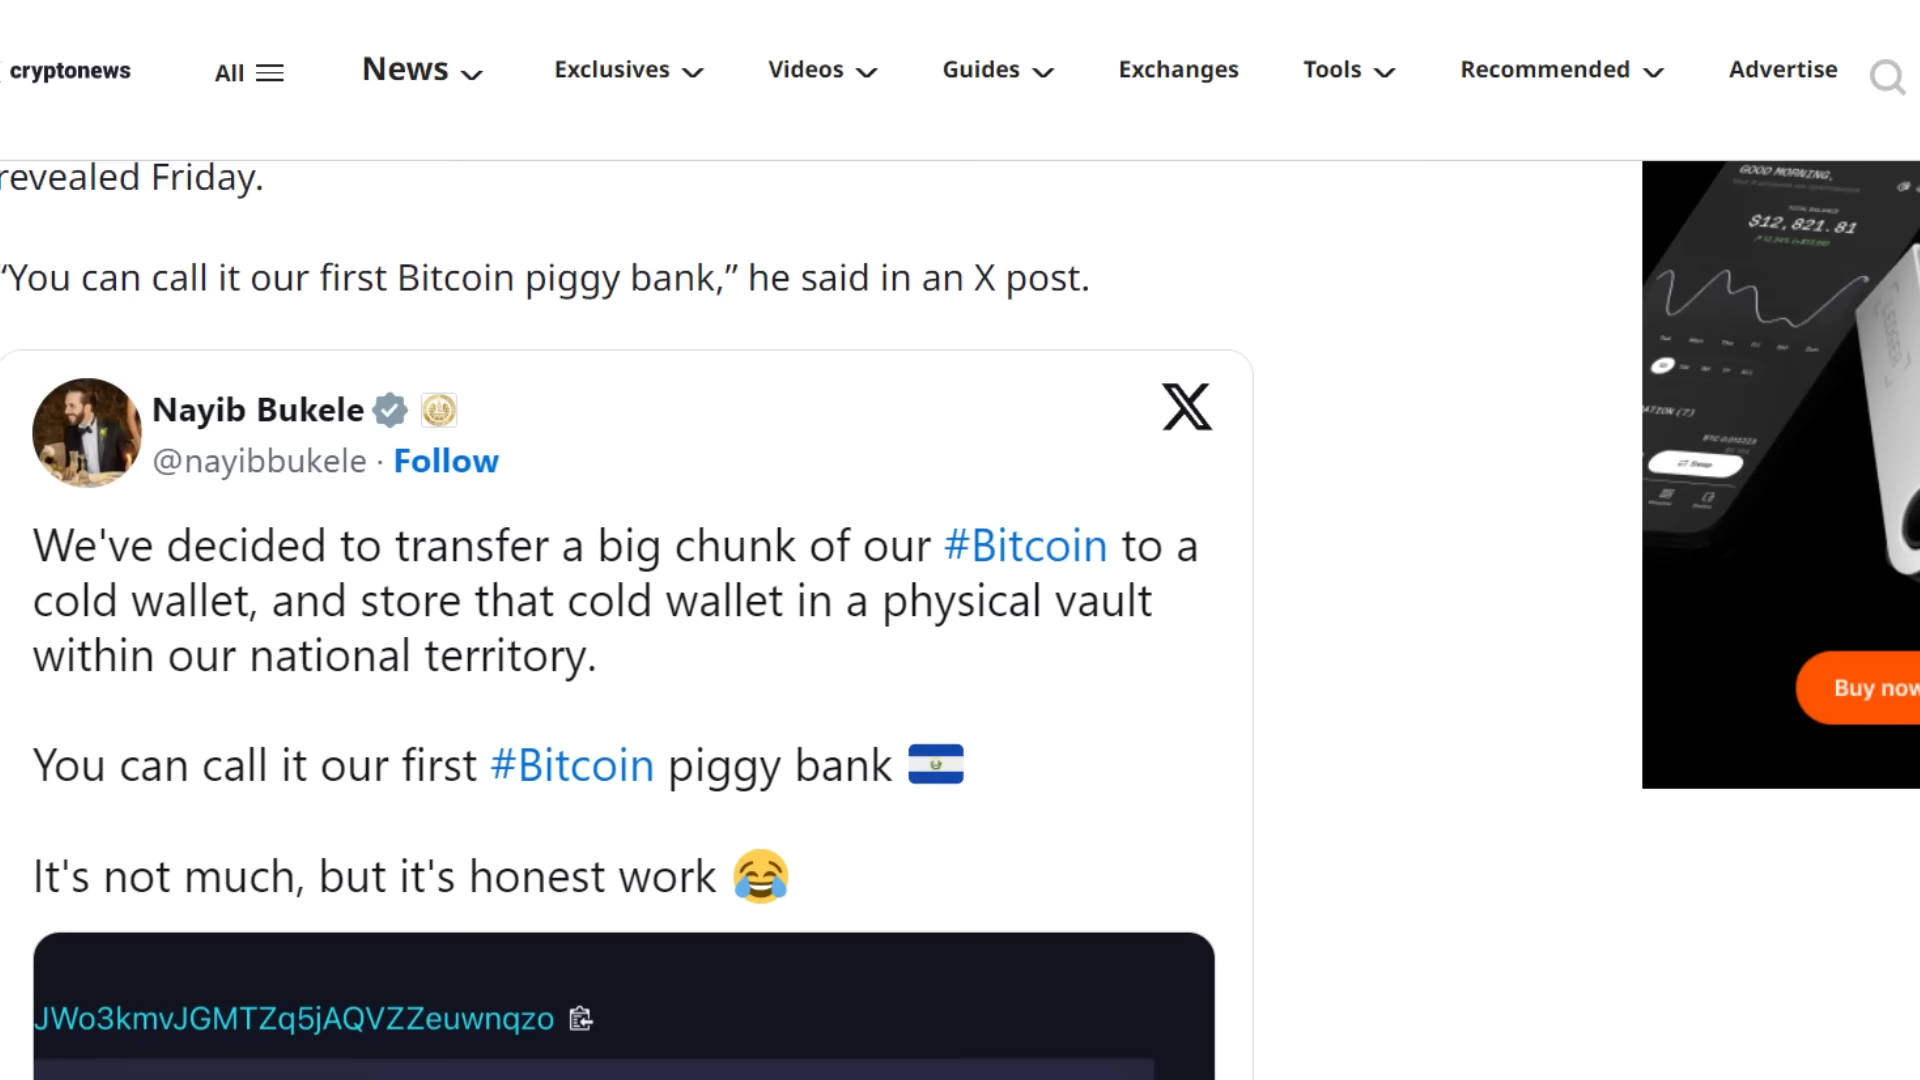 cryptonews
All
News
Exclusives
Videos
Guides
Exchanges
Tools
Recommended
Advertise
revealed Friday.
“You can call it our first Bitcoin piggy bank,” he said in an X post.
Nayib Bukele
@nayibbukele · Follow
We've decided to transfer a big chunk of our #Bitcoin to a
cold wallet, and store that cold wallet in a physical vault
within our national territory.
You can call it our first #Bitcoin piggy bank
It's not much, but it's honest work
JWo3kmvJGMTZq5jAQVZZeuwnqzo
GOOD MORNING,
TOTAL BALANCE
$12,821.81
LEDGER
Swap
Buy now